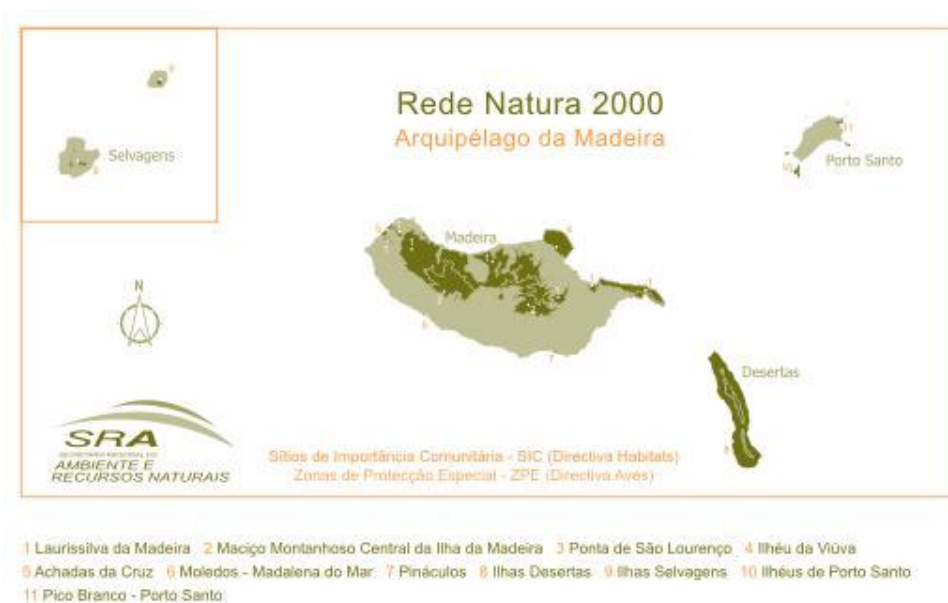 Rede Natura 2000
Arquipélago da Madeira
Selvagens
Porto Santo
Madeira
Desertas
N
SRA
SECRETARIA REGIONAL DO
AMBIENTE E
RECURSOS NATURAIS
Sítios de Importância Comunitária - SIC (Directiva Habitats)
Zonas de Protecção Especial - ZPE (Directiva Aves)
1 Laurissilva da Madeira 2 Maciço Montanhoso Central da Ilha da Madeira 3 Ponta de São Lourenço 4 Ilhéu da Viúva
5 Achadas da Cruz 6 Moledos - Madalena do Mar 7 Pináculos 8 Ilhas Desertas 9 Ilhas Selvagens 10 Ilhéus de Porto Santo
11 Pico Branco - Porto Santo